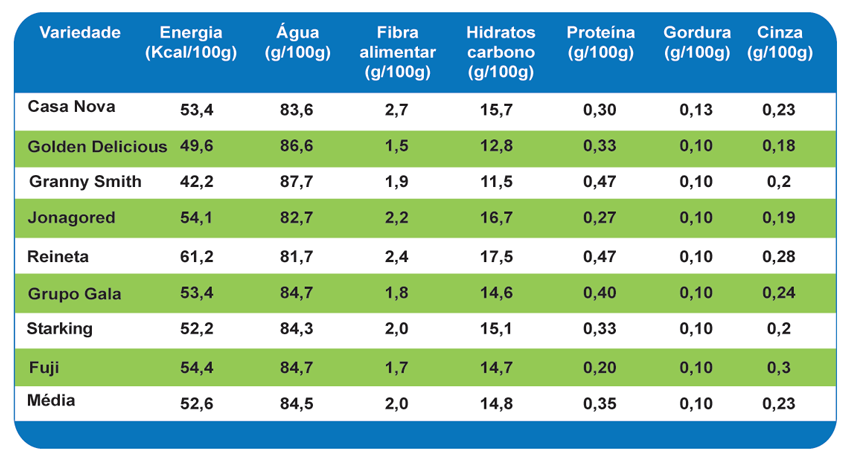 Variedade Energia (Kcal/100g) Água (g/100g) Fibra alimentar (g/100g) Hidratos carbono (g/100g) Proteína (g/100g) Gordura (g/100g) Cinza (g/100g)
Casa Nova 53,4 83,6 2,7 15,7 0,30 0,13 0,23
Golden Delicious 49,6 86,6 1,5 12,8 0,33 0,10 0,18
Granny Smith 42,2 87,7 1,9 11,5 0,47 0,10 0,2
Jonagored 54,1 82,7 2,2 16,7 0,27 0,10 0,19
Reineta 61,2 81,7 2,4 17,5 0,47 0,10 0,28
Grupo Gala 53,4 84,7 1,8 14,6 0,40 0,10 0,24
Starking 52,2 84,3 2,0 15,1 0,33 0,10 0,2
Fuji 54,4 84,7 1,7 14,7 0,20 0,10 0,3
Média 52,6 84,5 2,0 14,8 0,35 0,10 0,23